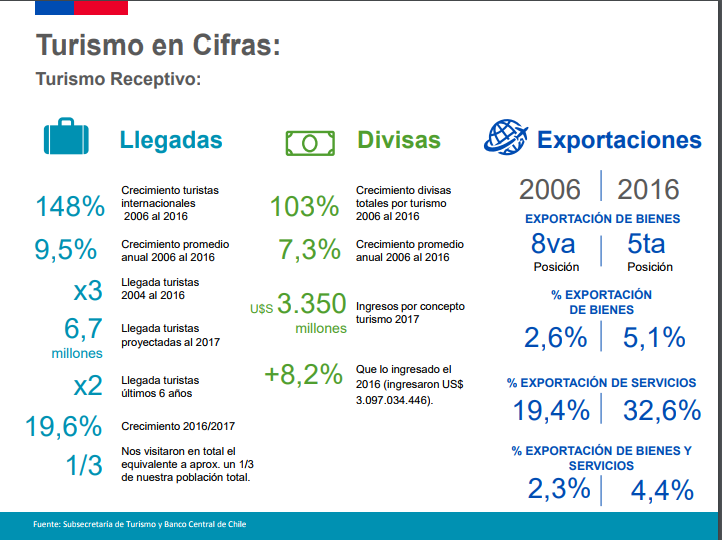 Turismo en Cifras:
Turismo Receptivo:
Llegadas
148%
Crecimiento turistas
internacionales
2006 al 2016
9,5%
Crecimiento promedio
anual 2006 al 2016
x3
Llegada turistas
2004 al 2016
6,7
millones
Llegada turistas
proyectadas al 2017
x2
Llegada turistas
últimos 6 años
19,6%
Crecimiento 2016/2017
1/3
Nos visitaron en total el
equivalente a aprox. un 1/3
de nuestra población total.
Divisas
103%
Crecimiento divisas
totales por turismo
2006 al 2016
7,3%
Crecimiento promedio
anual 2006 al 2016
U$S 3.350
millones
Ingresos por concepto
turismo 2017
+8,2%
Que lo ingresado el
2016 (ingresaron US$
3.097.034.446).
Exportaciones
2006 2016
EXPORTACIÓN DE BIENES
8va 5ta
Posición Posición
% EXPORTACIÓN
DE BIENES
2,6% 5,1%
% EXPORTACIÓN DE SERVICIOS
19,4% 32,6%
% EXPORTACIÓN DE BIENES Y
SERVICIOS
2,3% 4,4%
Fuente: Subsecretaría de Turismo y Banco Central de Chile